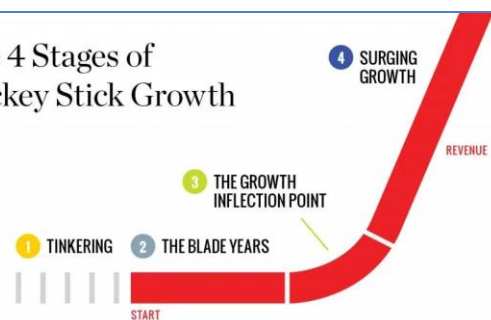 4 Stages of
ckey Stick Growth
4 SURGING
GROWTH
REVENUE
3 THE GROWTH
INFLECTION POINT
1 TINKERING
2 THE BLADE YEARS
START